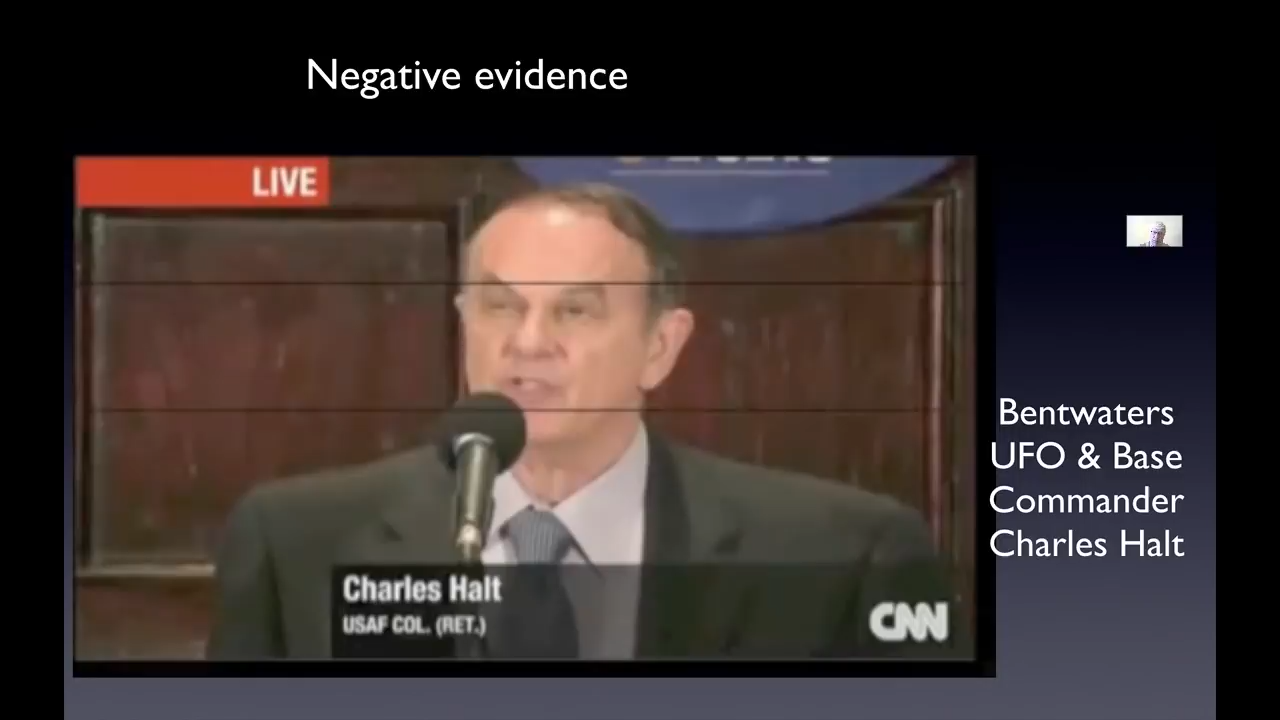 Negative evidence
LIVE
Charles Halt
USAF COL. (RET.)
CNN
Bentwaters
UFO & Base
Commander
Charles Halt